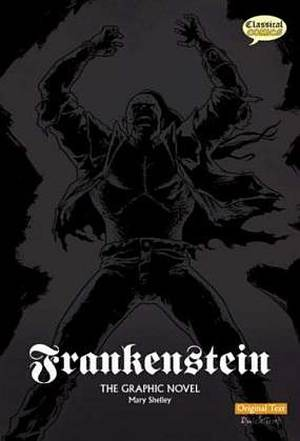 Classical
COMICS
Frankenstein
THE GRAPHIC NOVEL
Mary Shelley
Original Text